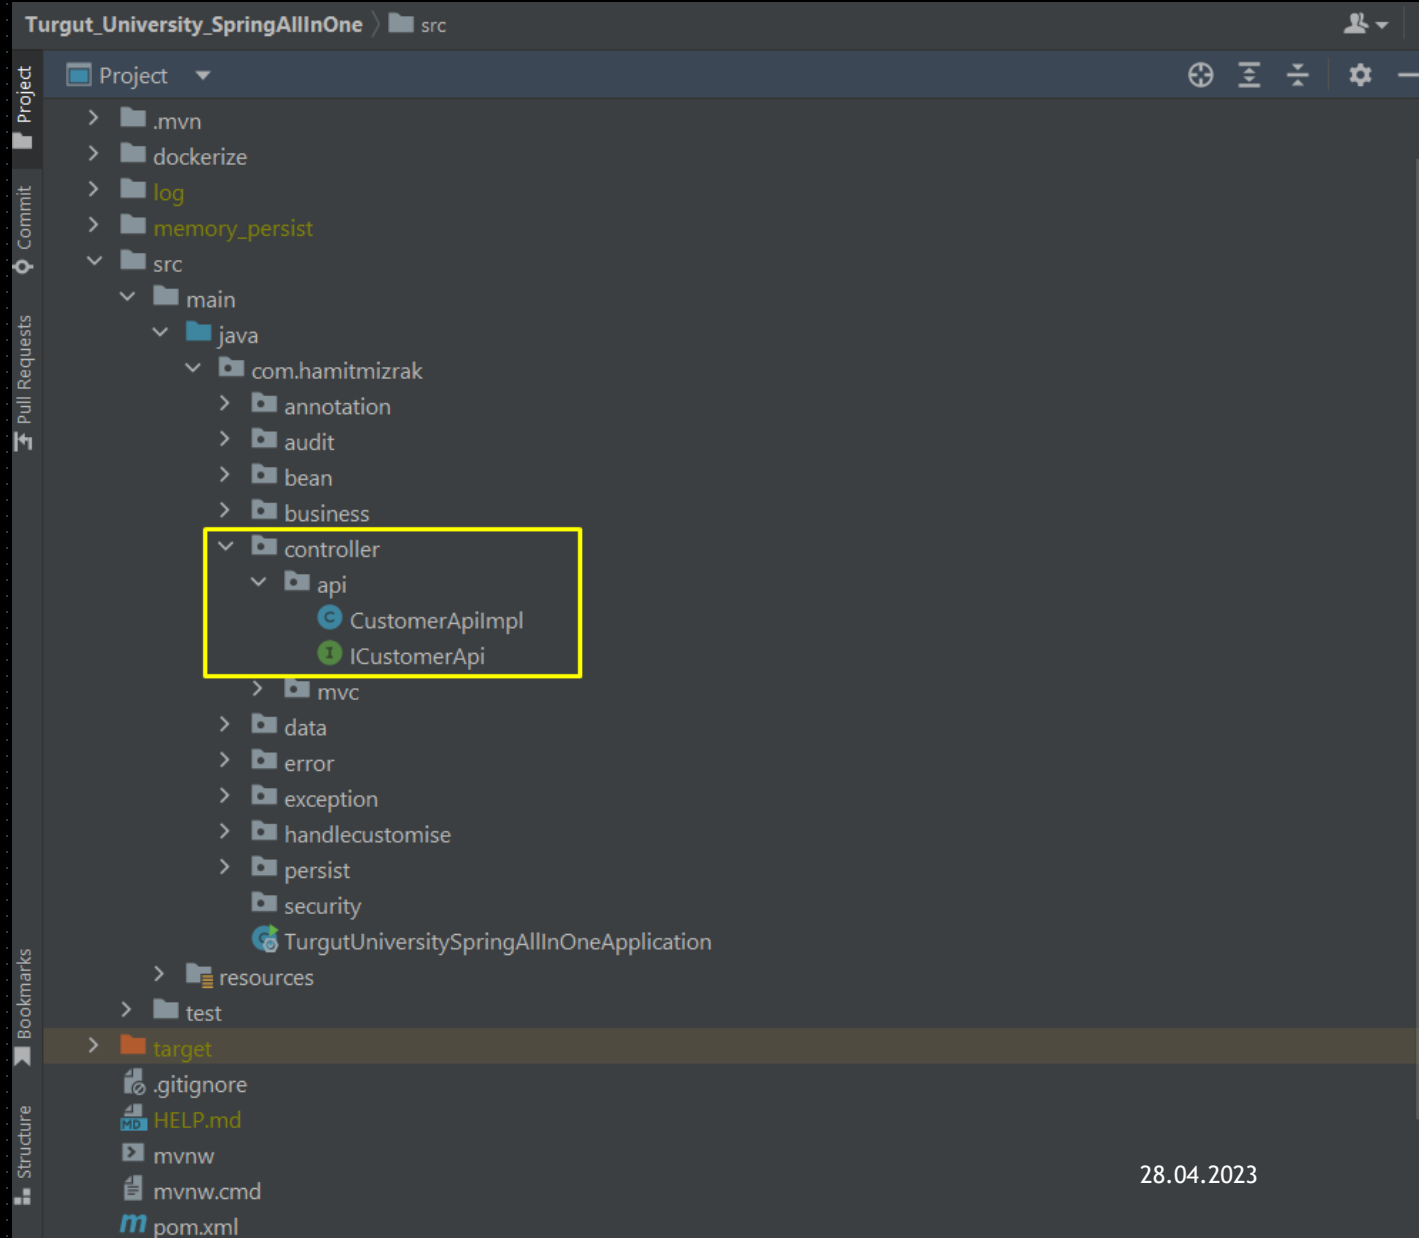 Turgut_University_SpringAllInOne
src
Project
Project
Commit
Pull Requests
Bookmarks
Structure
.mvn
dockerize
log
memory_persist
src
main
java
com.hamitmizrak
annotation
audit
bean
business
controller
api
C CustomerApiImpl
I ICustomerApi
mvc
data
error
exception
handlecustomise
persist
security
TurgutUniversitySpringAllInOneApplication
resources
test
target
.gitignore
MD HELP.md
mvnw
mvnw.cmd
m pom.xml
28.04.2023